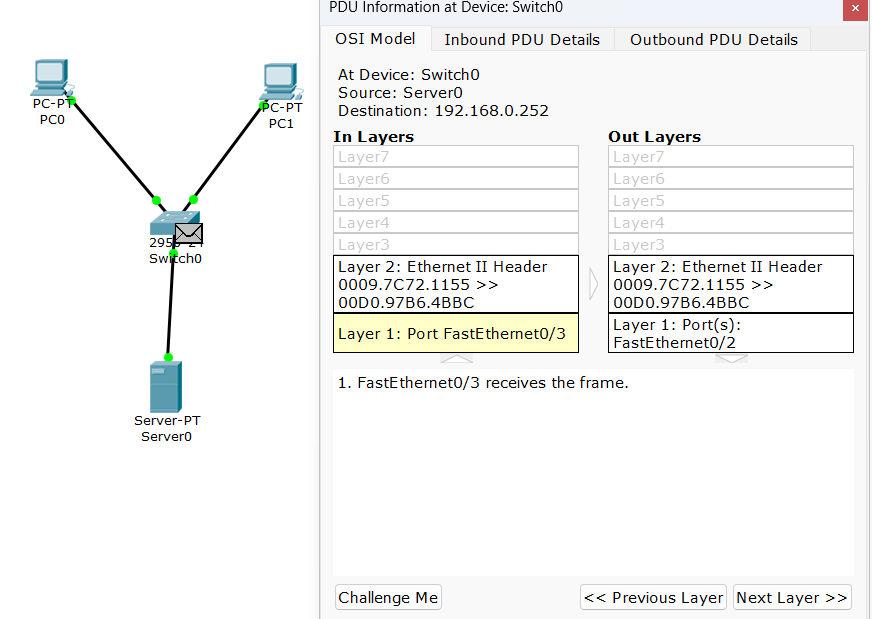 PDU Information at Device: Switch0
×
OSI Model
Inbound PDU Details
Outbound PDU Details
At Device: Switch0
Source: Server0
Destination: 192.168.0.252
In Layers
Layer7
Layer6
Layer5
Layer4
Layer3
Layer 2: Ethernet II Header
0009.7C72.1155 >>
00D0.97B6.4BBC
Layer 1: Port FastEthernet0/3
Out Layers
Layer7
Layer6
Layer5
Layer4
Layer3
Layer 2: Ethernet II Header
0009.7C72.1155 >>
00D0.97B6.4BBC
Layer 1: Port(s):
FastEthernet0/2
1. FastEthernet0/3 receives the frame.
Challenge Me
<< Previous Layer
Next Layer >>
PC-PT
PC0
PC-PT
PC1
Switch0
Server-PT
Server0